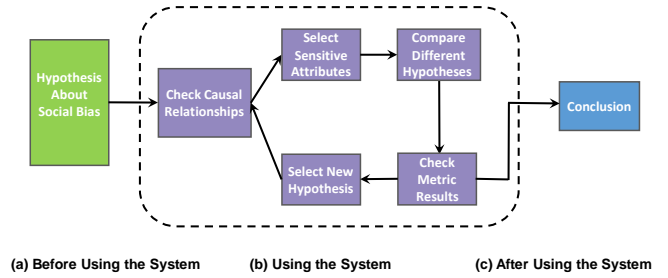 Hypothesis
About
Social Bias
Check Causal
Relationships
Select
Sensitive
Attributes
Compare
Different
Hypotheses
Select New
Hypothesis
Check
Metric
Results
Conclusion
(a) Before Using the System
(b) Using the System
(c) After Using the System